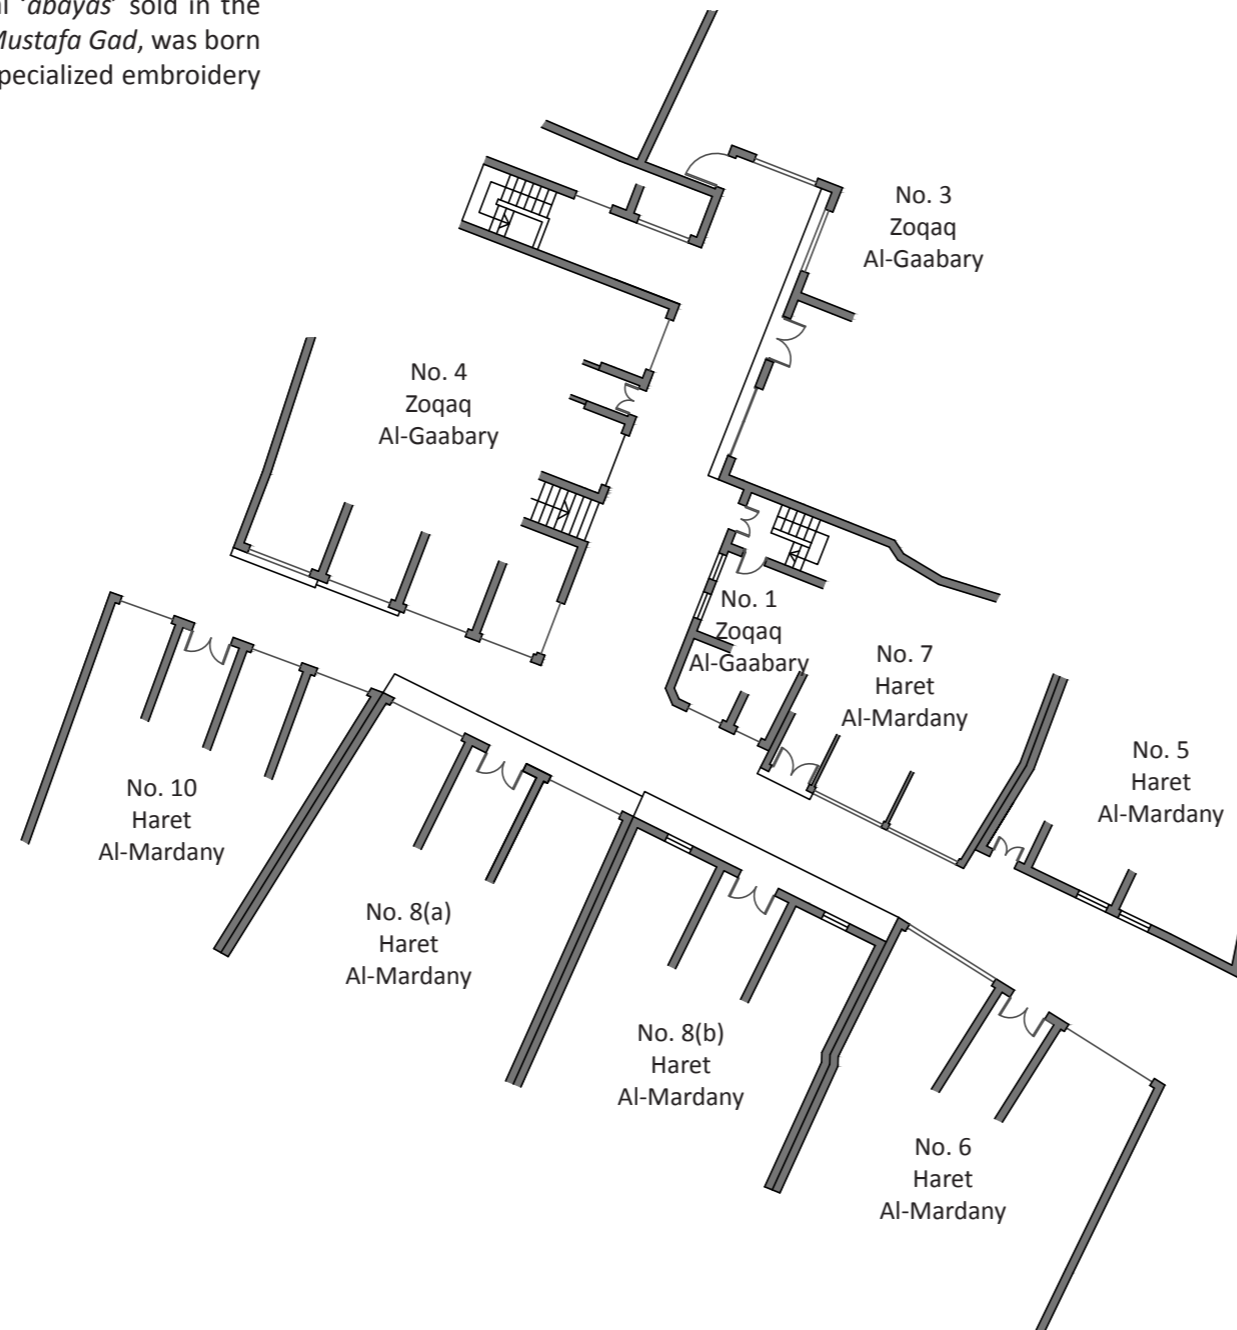 'abayas' sold in the
Mustafa Gad, was born
specialized embroidery
No. 3
Zoqaq
Al-Gaabary
No. 4
Zoqaq
Al-Gaabary
No. 1
Zoqaq
Al-Gaabary
No. 7
Haret
Al-Mardany
No. 5
Haret
Al-Mardany
No. 10
Haret
Al-Mardany
No. 8(a)
Haret
Al-Mardany
No. 8(b)
Haret
Al-Mardany
No. 6
Haret
Al-Mardany